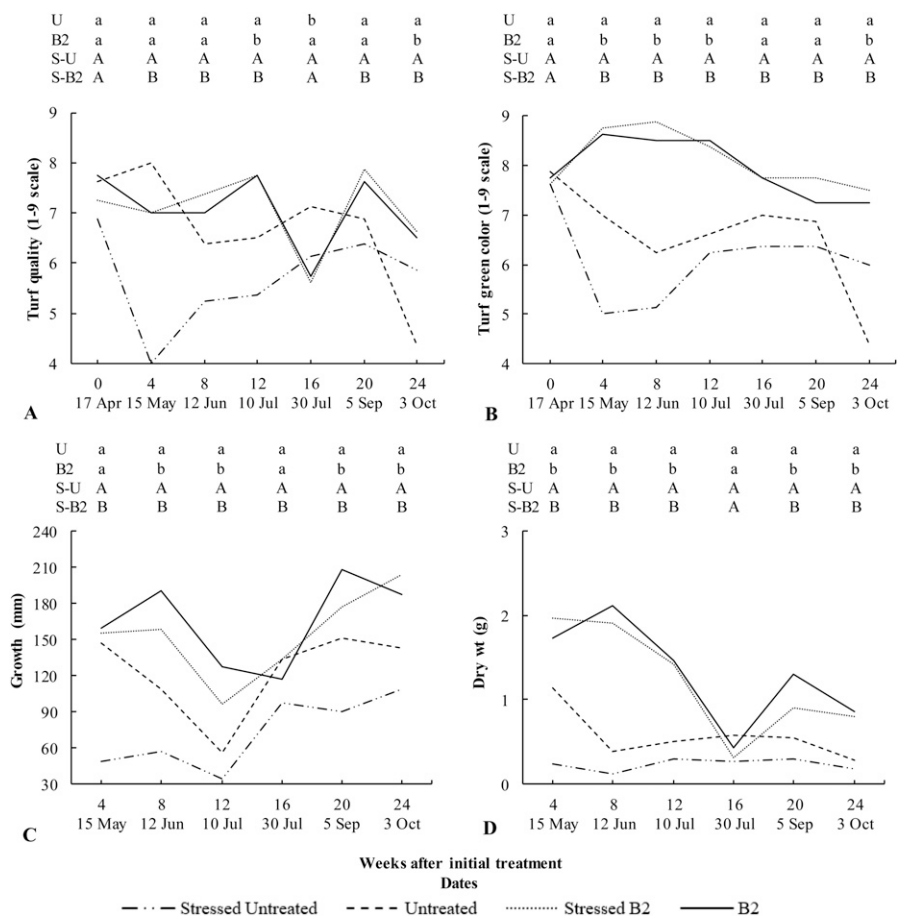 U a a a a b a a
B2 a a a b a a b
S-U A A A A A A A
S-B2 A B B B A B B
9
8
7
6
5
4
Turf quality (1-9 scale)
0 4 8 12 16 20 24
17 Apr 15 May 12 Jun 10 Jul 30 Jul 5 Sep 3 Oct
A
U a a a a a a a
B2 a b b b a a b
S-U A A A A A A A
S-B2 A B B B B B B
9
8
7
6
5
4
Turf green color (1-9 scale)
0 4 8 12 16 20 24
17 Apr 15 May 12 Jun 10 Jul 30 Jul 5 Sep 3 Oct
B
U a a a a a a
B2 a b b a b b
S-U A A A A A A
S-B2 B B B B B B
240
210
180
150
120
90
60
30
Growth (mm)
4 8 12 16 20 24
15 May 12 Jun 10 Jul 30 Jul 5 Sep 3 Oct
C
U a a a a a a
B2 b b b a b b
S-U A A A A A A
S-B2 B B B A B B
3
2
1
0
Dry wt (g)
4 8 12 16 20 24
15 May 12 Jun 10 Jul 30 Jul 5 Sep 3 Oct
D
Weeks after initial treatment
Dates
Stressed Untreated Untreated Stressed B2 B2